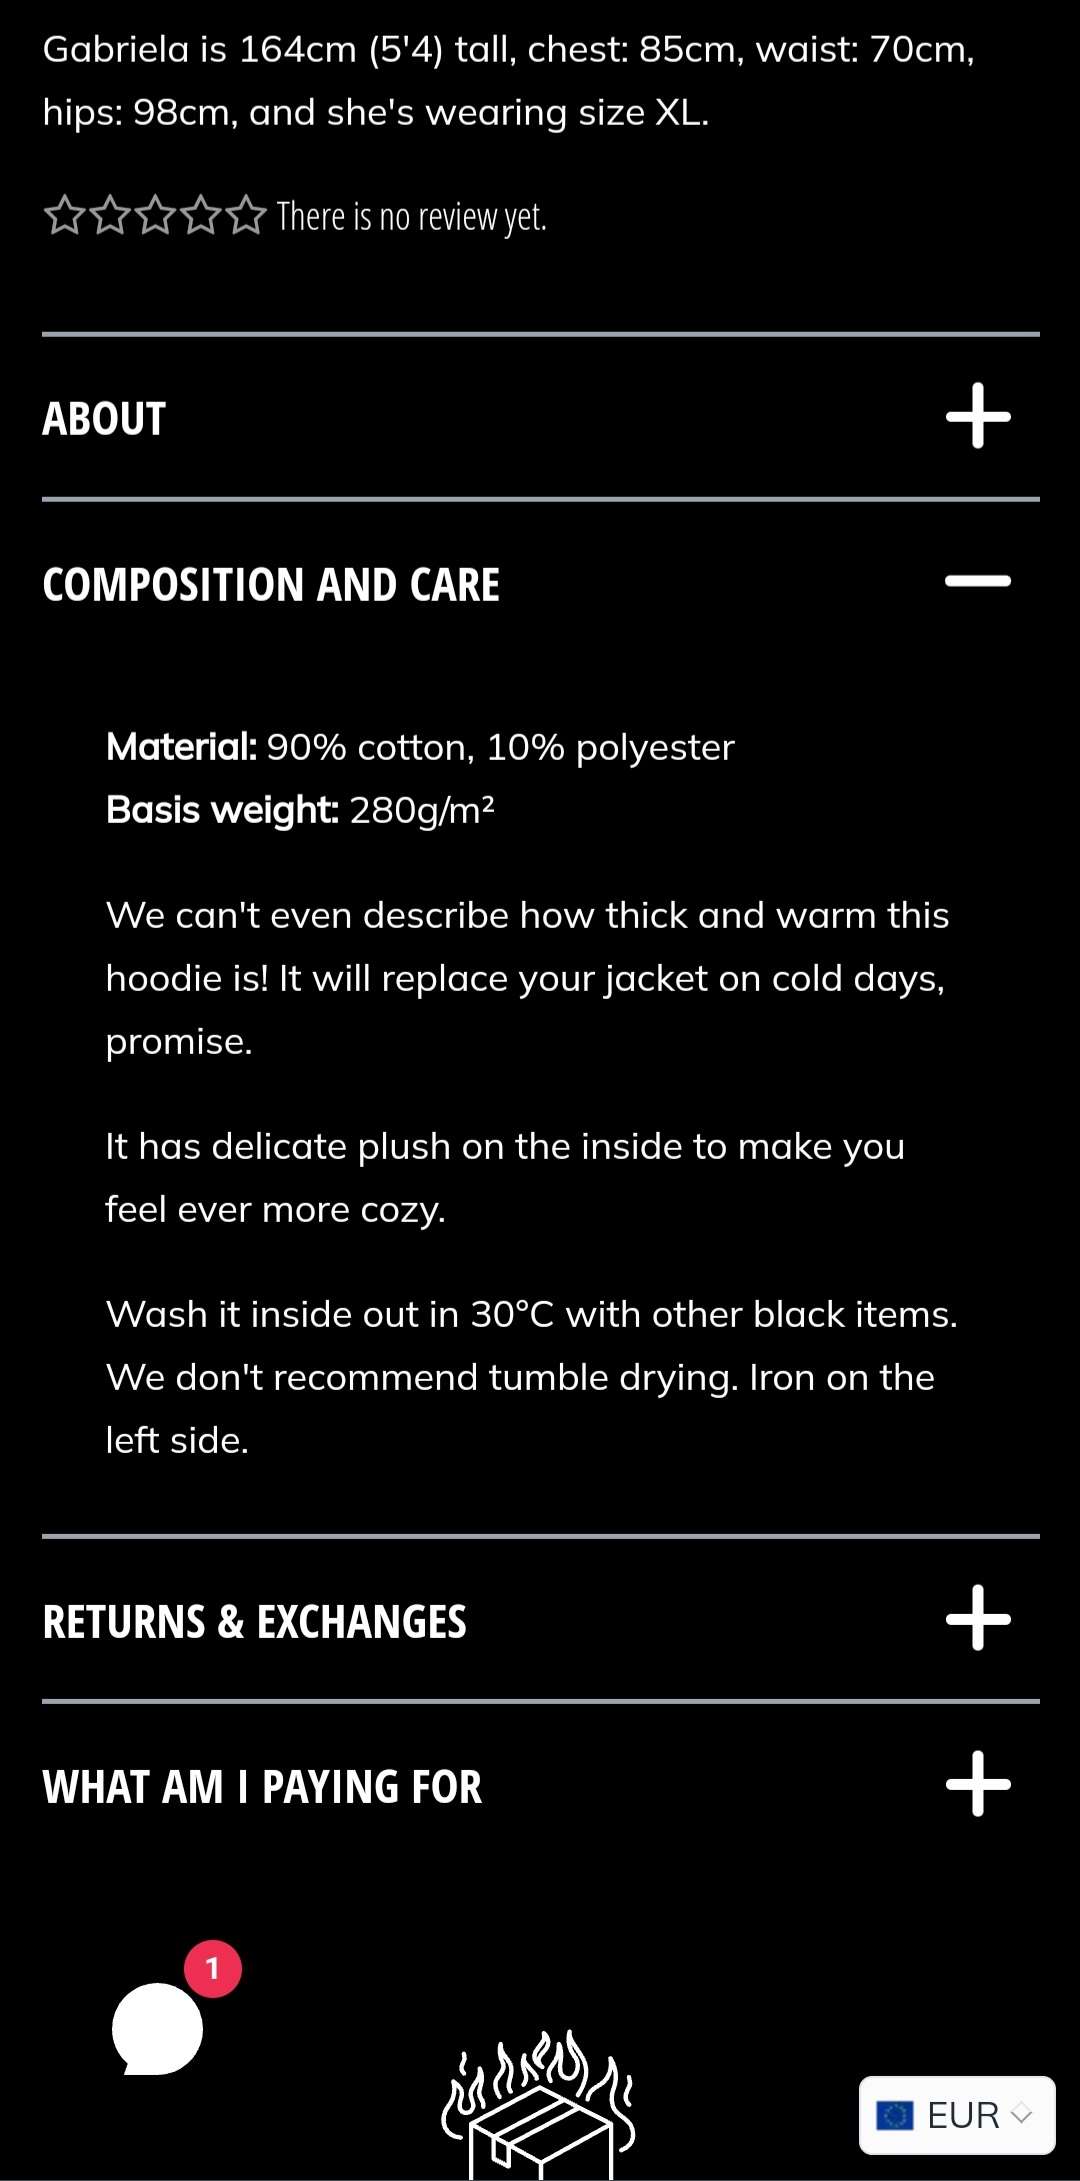 Gabriela is 164cm (5'4) tall, chest: 85cm, waist: 70cm,
hips: 98cm, and she's wearing size XL.
There is no review yet.
ABOUT
COMPOSITION AND CARE
Material: 90% cotton, 10% polyester
Basis weight: 280g/m²
We can't even describe how thick and warm this
hoodie is! It will replace your jacket on cold days,
promise.
It has delicate plush on the inside to make you
feel ever more cozy.
Wash it inside out in 30°C with other black items.
We don't recommend tumble drying. Iron on the
left side.
RETURNS & EXCHANGES
WHAT AM I PAYING FOR
1
EUR